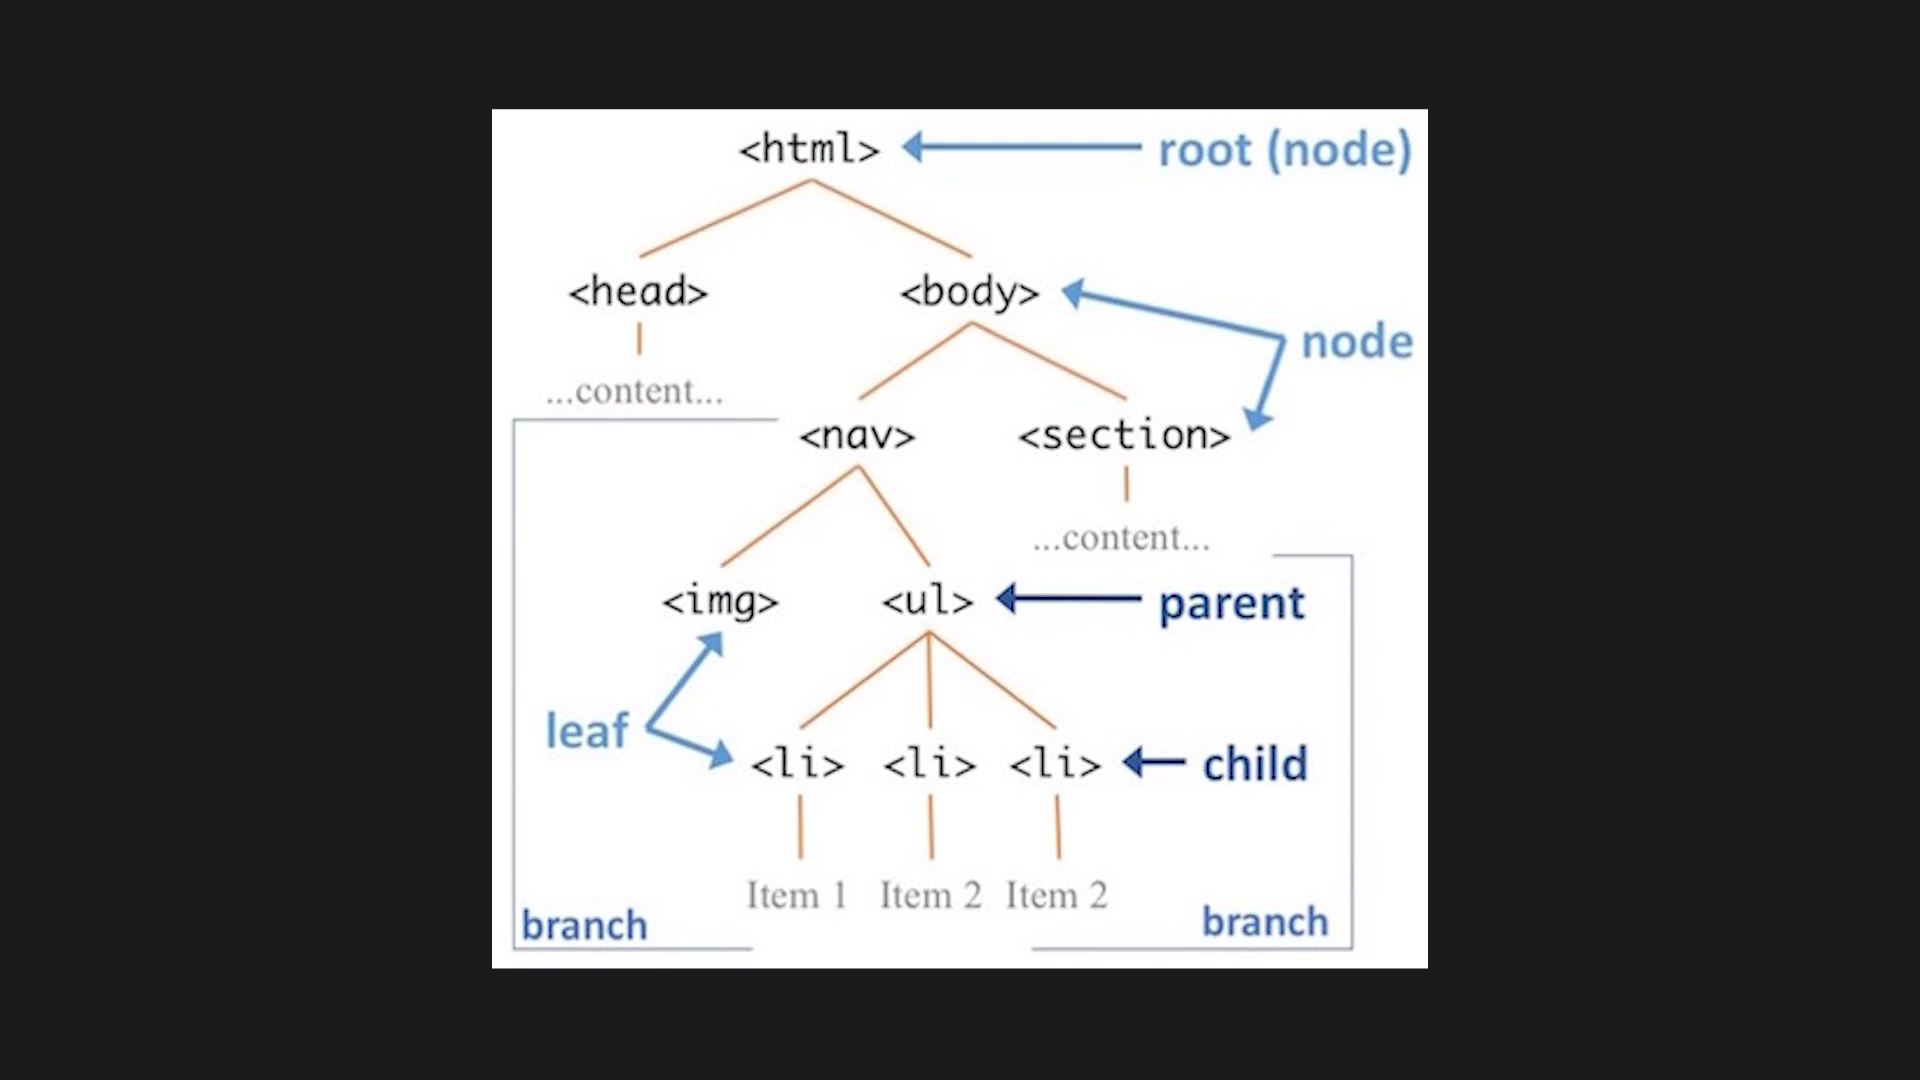 <html> root (node)
<head> <body>
node
...content...
<nav> <section>
...content...
<img> <ul> parent
leaf
<li> <li> <li> child
Item 1 Item 2 Item 2
branch branch